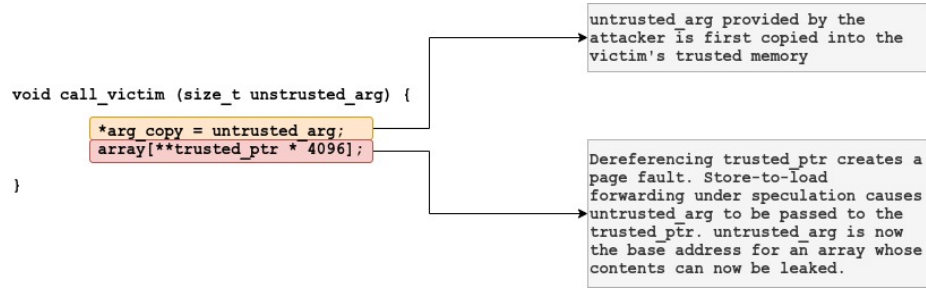 untrusted_arg provided by the
attacker is first copied into the
victim's trusted memory
void call_victim (size_t unstrusted_arg) {
*arg_copy = untrusted_arg;
array[**trusted_ptr * 4096];
}
Dereferencing trusted_ptr creates a
page fault. Store-to-load
forwarding under speculation causes
untrusted_arg to be passed to the
trusted_ptr. untrusted_arg is now
the base address for an array whose
contents can now be leaked.